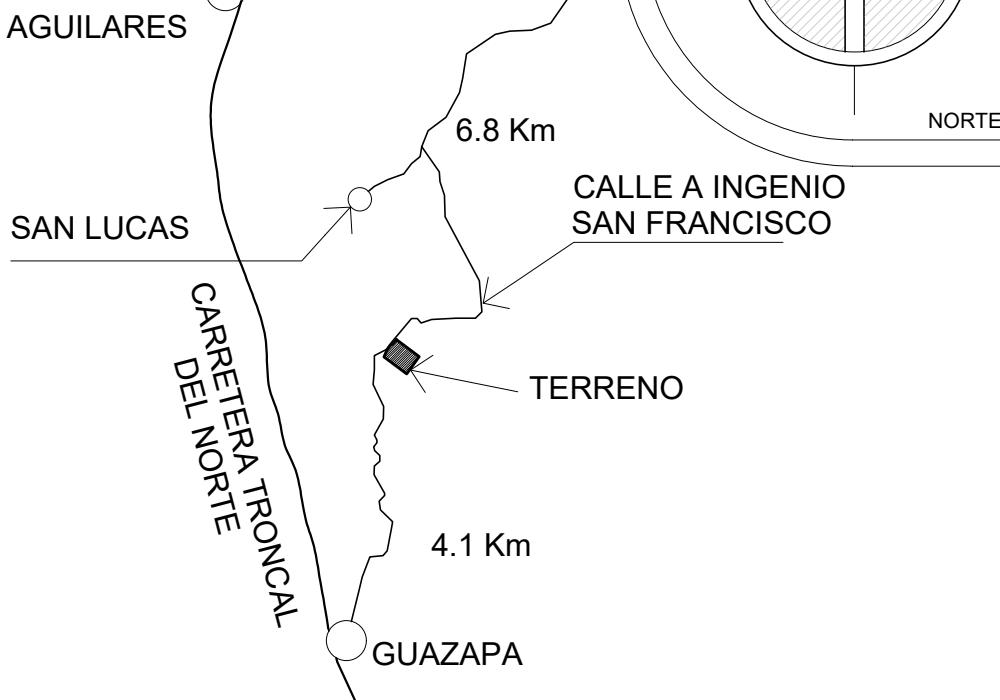 AGUILARES
6.8 Km
NORTE
CALLE A INGENIO
SAN FRANCISCO
SAN LUCAS
CARRETERA TRONCAL
DEL NORTE
TERRENO
4.1 Km
GUAZAPA